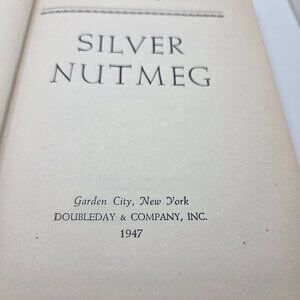 SILVER
NUTMEG
Garden City, New York
DOUBLEDAY & COMPANY, INC.
1947